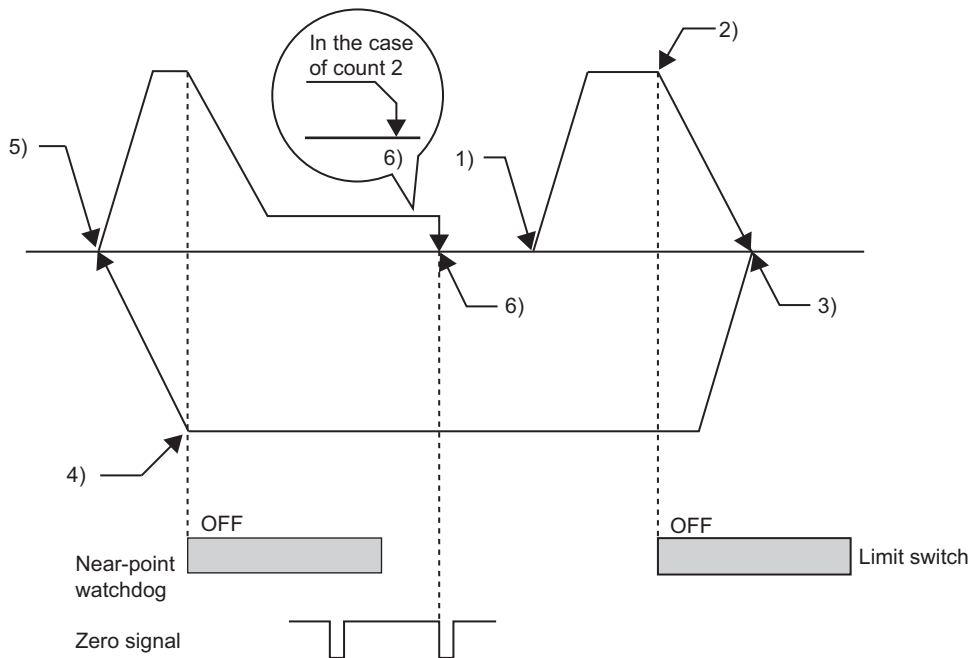 2)
In the case
of count 2
5)
6)
1)
6)
3)
4)
OFF
OFF
Near-point
watchdog
Limit switch
Zero signal